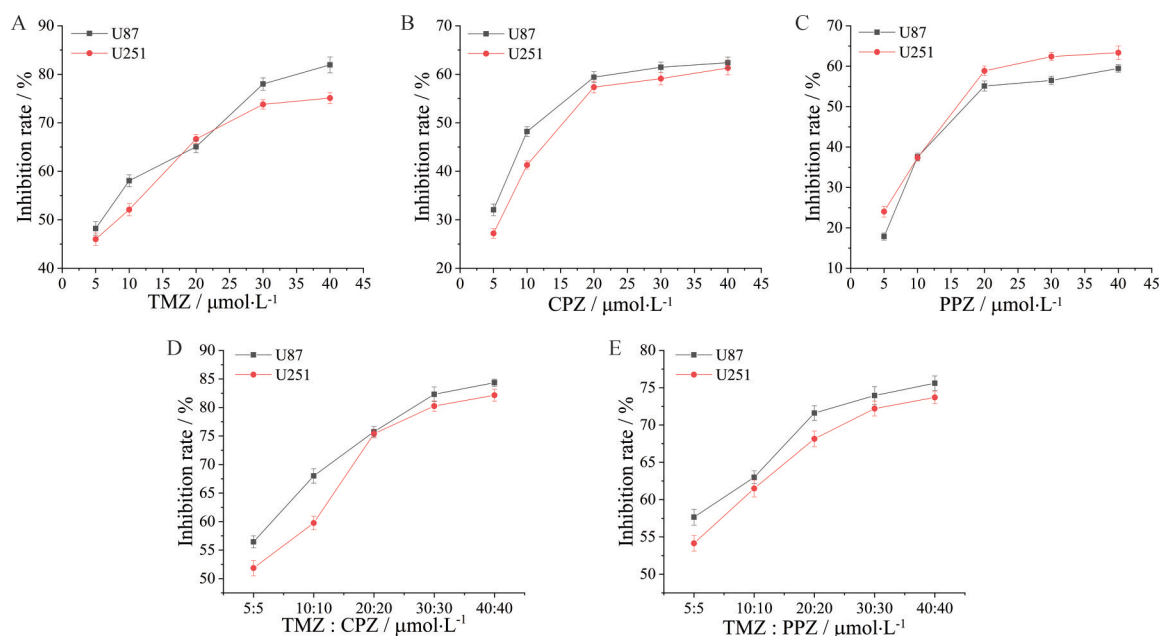 A
U87
U251
Inhibition rate / %
90
80
70
60
50
40
0 5 10 15 20 25 30 35 40 45
TMZ / μmol·L⁻¹
B
U87
U251
Inhibition rate / %
70
60
50
40
30
20
0 5 10 15 20 25 30 35 40 45
CPZ / μmol·L⁻¹
C
U87
U251
Inhibition rate / %
70
60
50
40
30
20
10
0 5 10 15 20 25 30 35 40 45
PPZ / μmol·L⁻¹
D
U87
U251
Inhibition rate / %
90
85
80
75
70
65
60
55
50
5:5 10:10 20:20 30:30 40:40
TMZ : CPZ / μmol·L⁻¹
E
U87
U251
Inhibition rate / %
80
75
70
65
60
55
50
5:5 10:10 20:20 30:30 40:40
TMZ : PPZ / μmol·L⁻¹